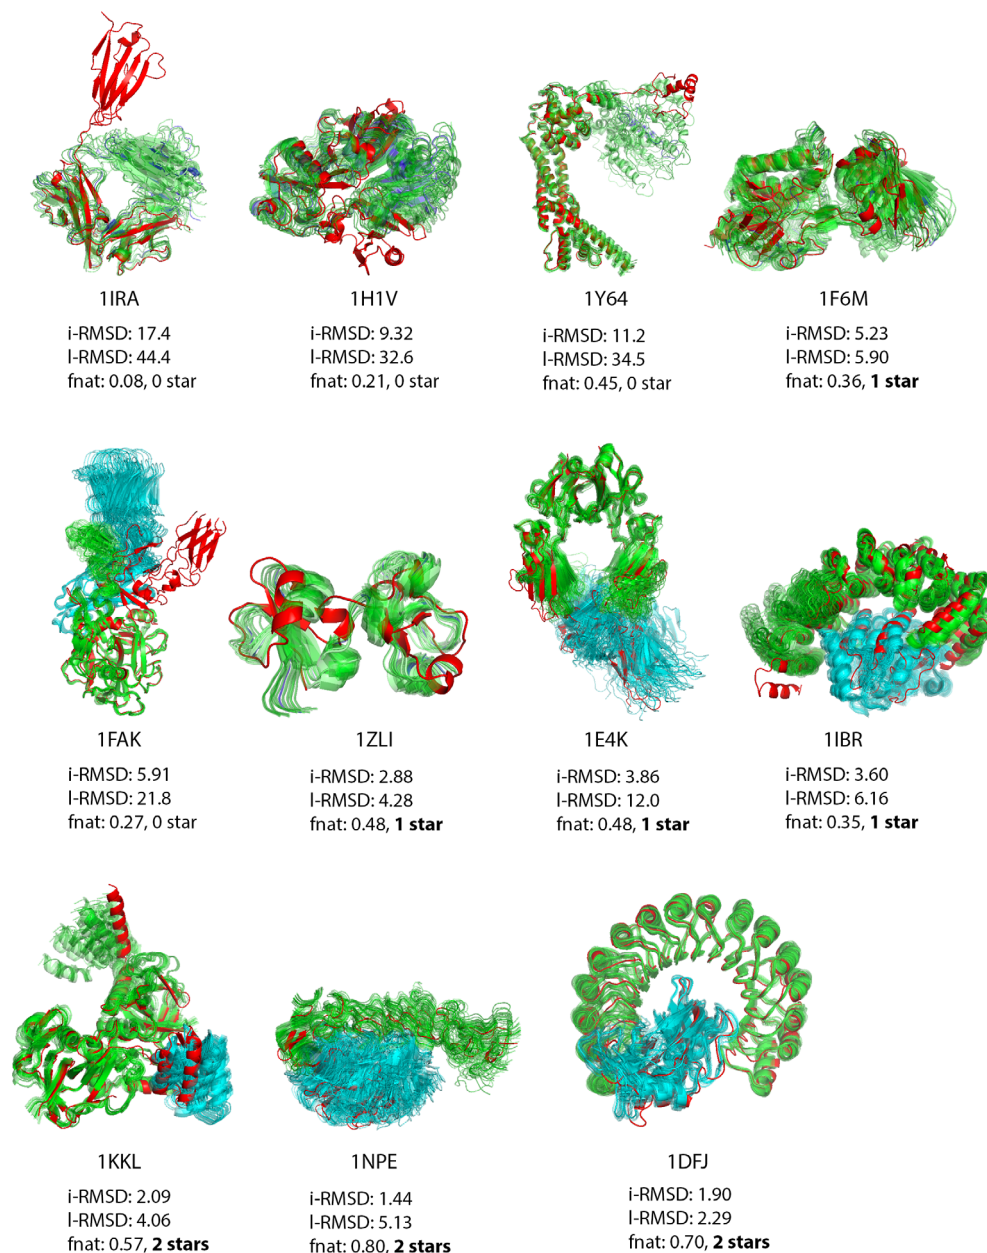 1IRA
i-RMSD: 17.4
l-RMSD: 44.4
fnat: 0.08, 0 star
1H1V
i-RMSD: 9.32
l-RMSD: 32.6
fnat: 0.21, 0 star
1Y64
i-RMSD: 11.2
l-RMSD: 34.5
fnat: 0.45, 0 star
1F6M
i-RMSD: 5.23
l-RMSD: 5.90
fnat: 0.36, 1 star
1FAK
i-RMSD: 5.91
l-RMSD: 21.8
fnat: 0.27, 0 star
1ZLI
i-RMSD: 2.88
l-RMSD: 4.28
fnat: 0.48, 1 star
1E4K
i-RMSD: 3.86
l-RMSD: 12.0
fnat: 0.48, 1 star
1IBR
i-RMSD: 3.60
l-RMSD: 6.16
fnat: 0.35, 1 star
1KKL
i-RMSD: 2.09
l-RMSD: 4.06
fnat: 0.57, 2 stars
1NPE
i-RMSD: 1.44
l-RMSD: 5.13
fnat: 0.80, 2 stars
1DFJ
i-RMSD: 1.90
l-RMSD: 2.29
fnat: 0.70, 2 stars